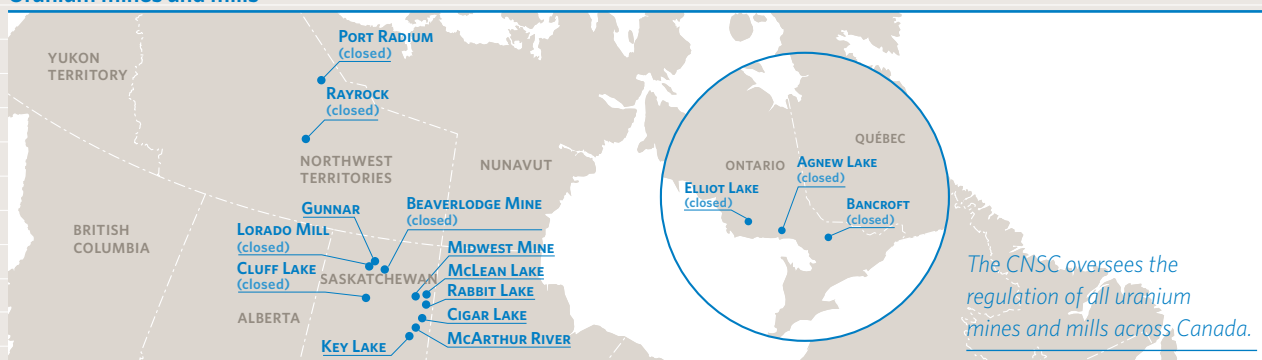 Uranium mines and mills
YUKON
TERRITORY
PORT RADIUM
(closed)
RAYROCK
(closed)
NORTHWEST
TERRITORIES
NUNAVUT
BRITISH
COLUMBIA
GUNNAR
LORADO MILL
(closed)
CLUFF LAKE
(closed)
BEAVERLODGE MINE
(closed)
SASKATCHEWAN
MIDWEST MINE
MCLEAN LAKE
RABBIT LAKE
CIGAR LAKE
MCARTHUR RIVER
KEY LAKE
ALBERTA
ONTARIO
QUÉBEC
ELLIOT LAKE
(closed)
AGNEW LAKE
(closed)
BANCROFT
(closed)
The CNSC oversees the
regulation of all uranium
mines and mills across Canada.